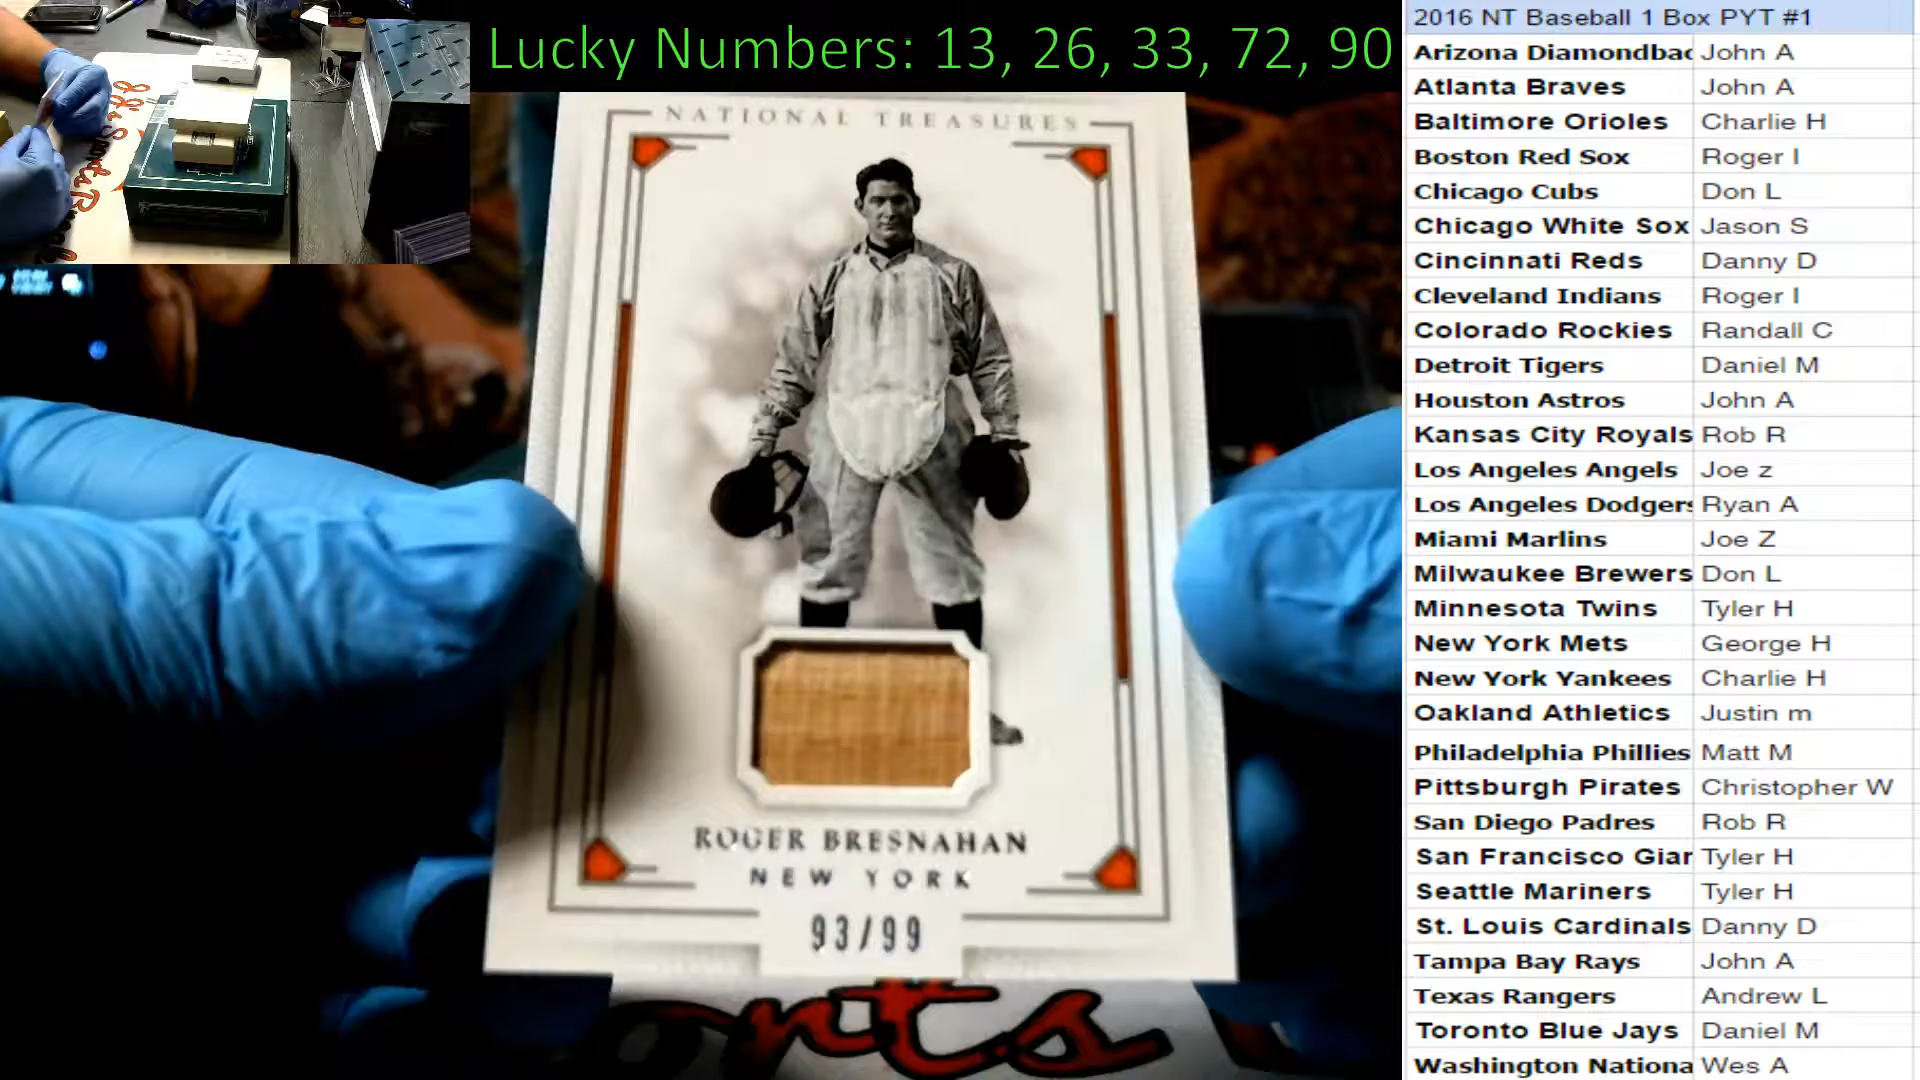 Lucky Numbers: 13, 26, 33, 72, 90
NATIONAL TREASURES
ROGER BRESNAHAN
NEW YORK
93/99
2016 NT Baseball 1 Box PYT #1
Arizona Diamondbac John A
Atlanta Braves John A
Baltimore Orioles Charlie H
Boston Red Sox Roger I
Chicago Cubs Don L
Chicago White Sox Jason S
Cincinnati Reds Danny D
Cleveland Indians Roger I
Colorado Rockies Randall C
Detroit Tigers Daniel M
Houston Astros John A
Kansas City Royals Rob R
Los Angeles Angels Joe z
Los Angeles Dodgers Ryan A
Miami Marlins Joe Z
Milwaukee Brewers Don L
Minnesota Twins Tyler H
New York Mets George H
New York Yankees Charlie H
Oakland Athletics Justin m
Philadelphia Phillies Matt M
Pittsburgh Pirates Christopher W
San Diego Padres Rob R
San Francisco Giar Tyler H
Seattle Mariners Tyler H
St. Louis Cardinals Danny D
Tampa Bay Rays John A
Texas Rangers Andrew L
Toronto Blue Jays Daniel M
Washington Nationa Wes A